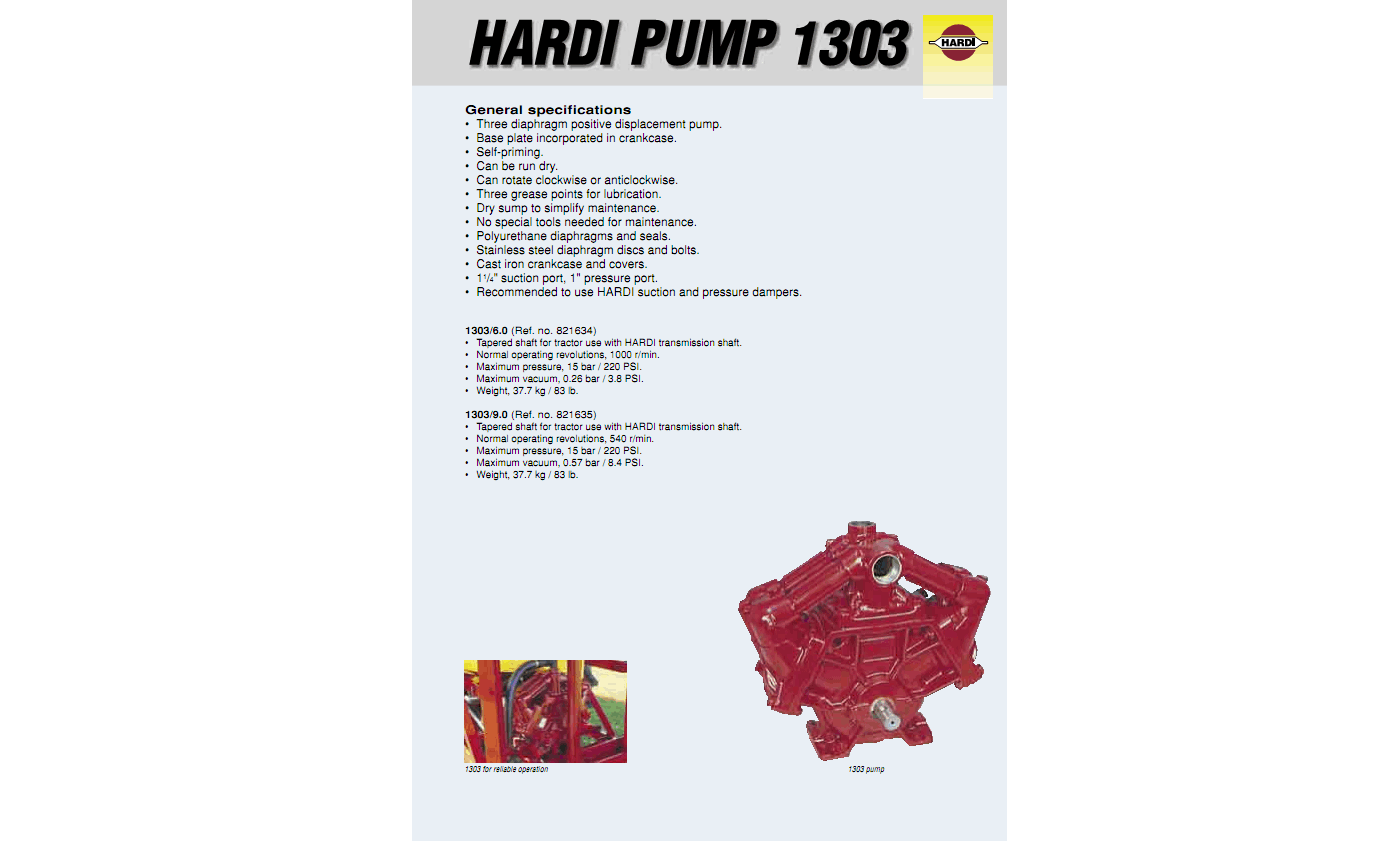 HARDI PUMP 1303
HARDI
General specifications
• Three diaphragm positive displacement pump.
• Base plate incorporated in crankcase.
• Self-priming.
• Can be run dry.
• Can rotate clockwise or anticlockwise.
• Three grease points for lubrication.
• Dry sump to simplify maintenance.
• No special tools needed for maintenance.
• Polyurethane diaphragms and seals.
• Stainless steel diaphragm discs and bolts.
• Cast iron crankcase and covers.
• 1 1/4" suction port, 1" pressure port.
• Recommended to use HARDI suction and pressure dampers.
1303/6.0 (Ref. no. 821634)
• Tapered shaft for tractor use with HARDI transmission shaft.
• Normal operating revolutions, 1000 r/min.
• Maximum pressure, 15 bar / 220 PSI.
• Maximum vacuum, 0.26 bar / 3.8 PSI.
• Weight, 37.7 kg / 83 lb.
1303/9.0 (Ref. no. 821635)
• Tapered shaft for tractor use with HARDI transmission shaft.
• Normal operating revolutions, 540 r/min.
• Maximum pressure, 15 bar / 220 PSI.
• Maximum vacuum, 0.57 bar / 8.4 PSI.
• Weight, 37.7 kg / 83 lb.
1303 for reliable operation
1303 pump